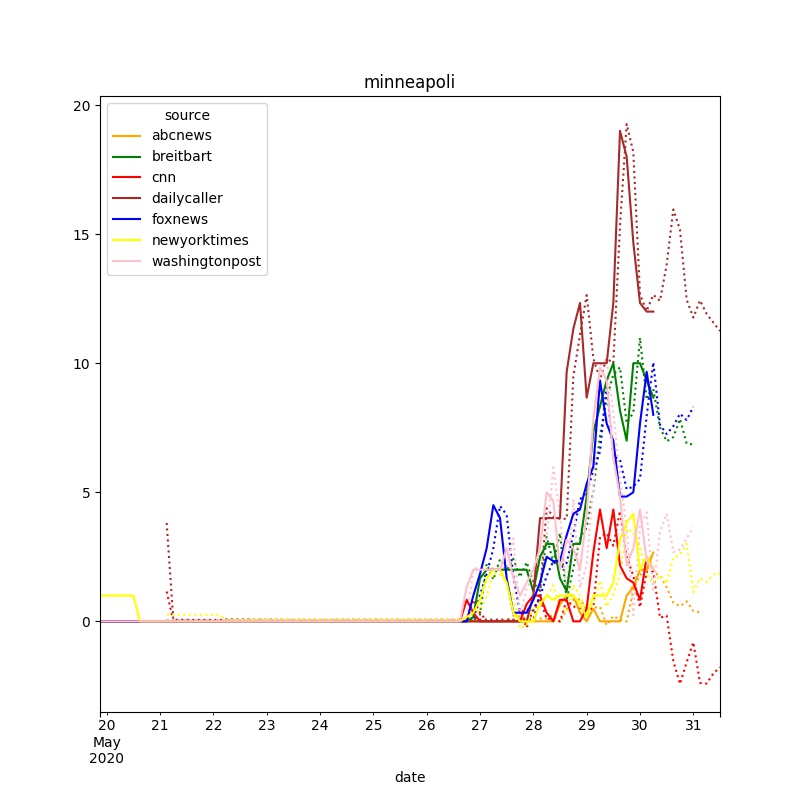 minneapoli
20
15
10
5
0
source
abcnews
breitbart
cnn
dailycaller
foxnews
newyorktimes
washingtonpost
20 21 22 23 24 25 26 27 28 29 30 31
May
2020
date